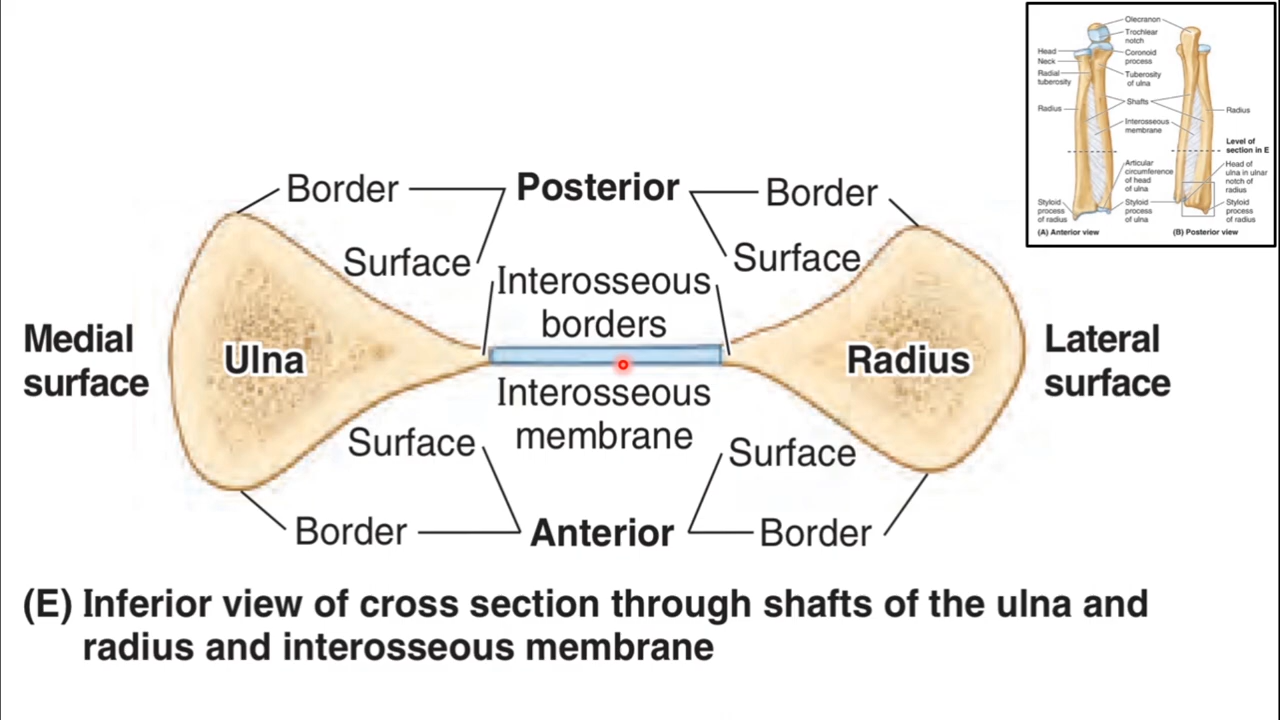 Border
Posterior
Border
Surface
Surface
Interosseous
borders
Medial
surface
Ulna
Radius
Lateral
surface
Interosseous
membrane
Surface
Surface
Border
Anterior
Border
(E) Inferior view of cross section through shafts of the ulna and
radius and interosseous membrane
Olecranon
Trochlear
notch
Head
Neck
Coronoid
process
Radial
tuberosity
Tuberosity
of ulna
Shafts
Radius
Radius
Interosseous
membrane
Level of
section in E
Articular
circumference
of head
of ulna
Head of
ulna in ulnar
notch of
radius
Styloid
process
of radius
Styloid
process
of ulna
Styloid
process
of radius
(A) Anterior view
(B) Posterior view